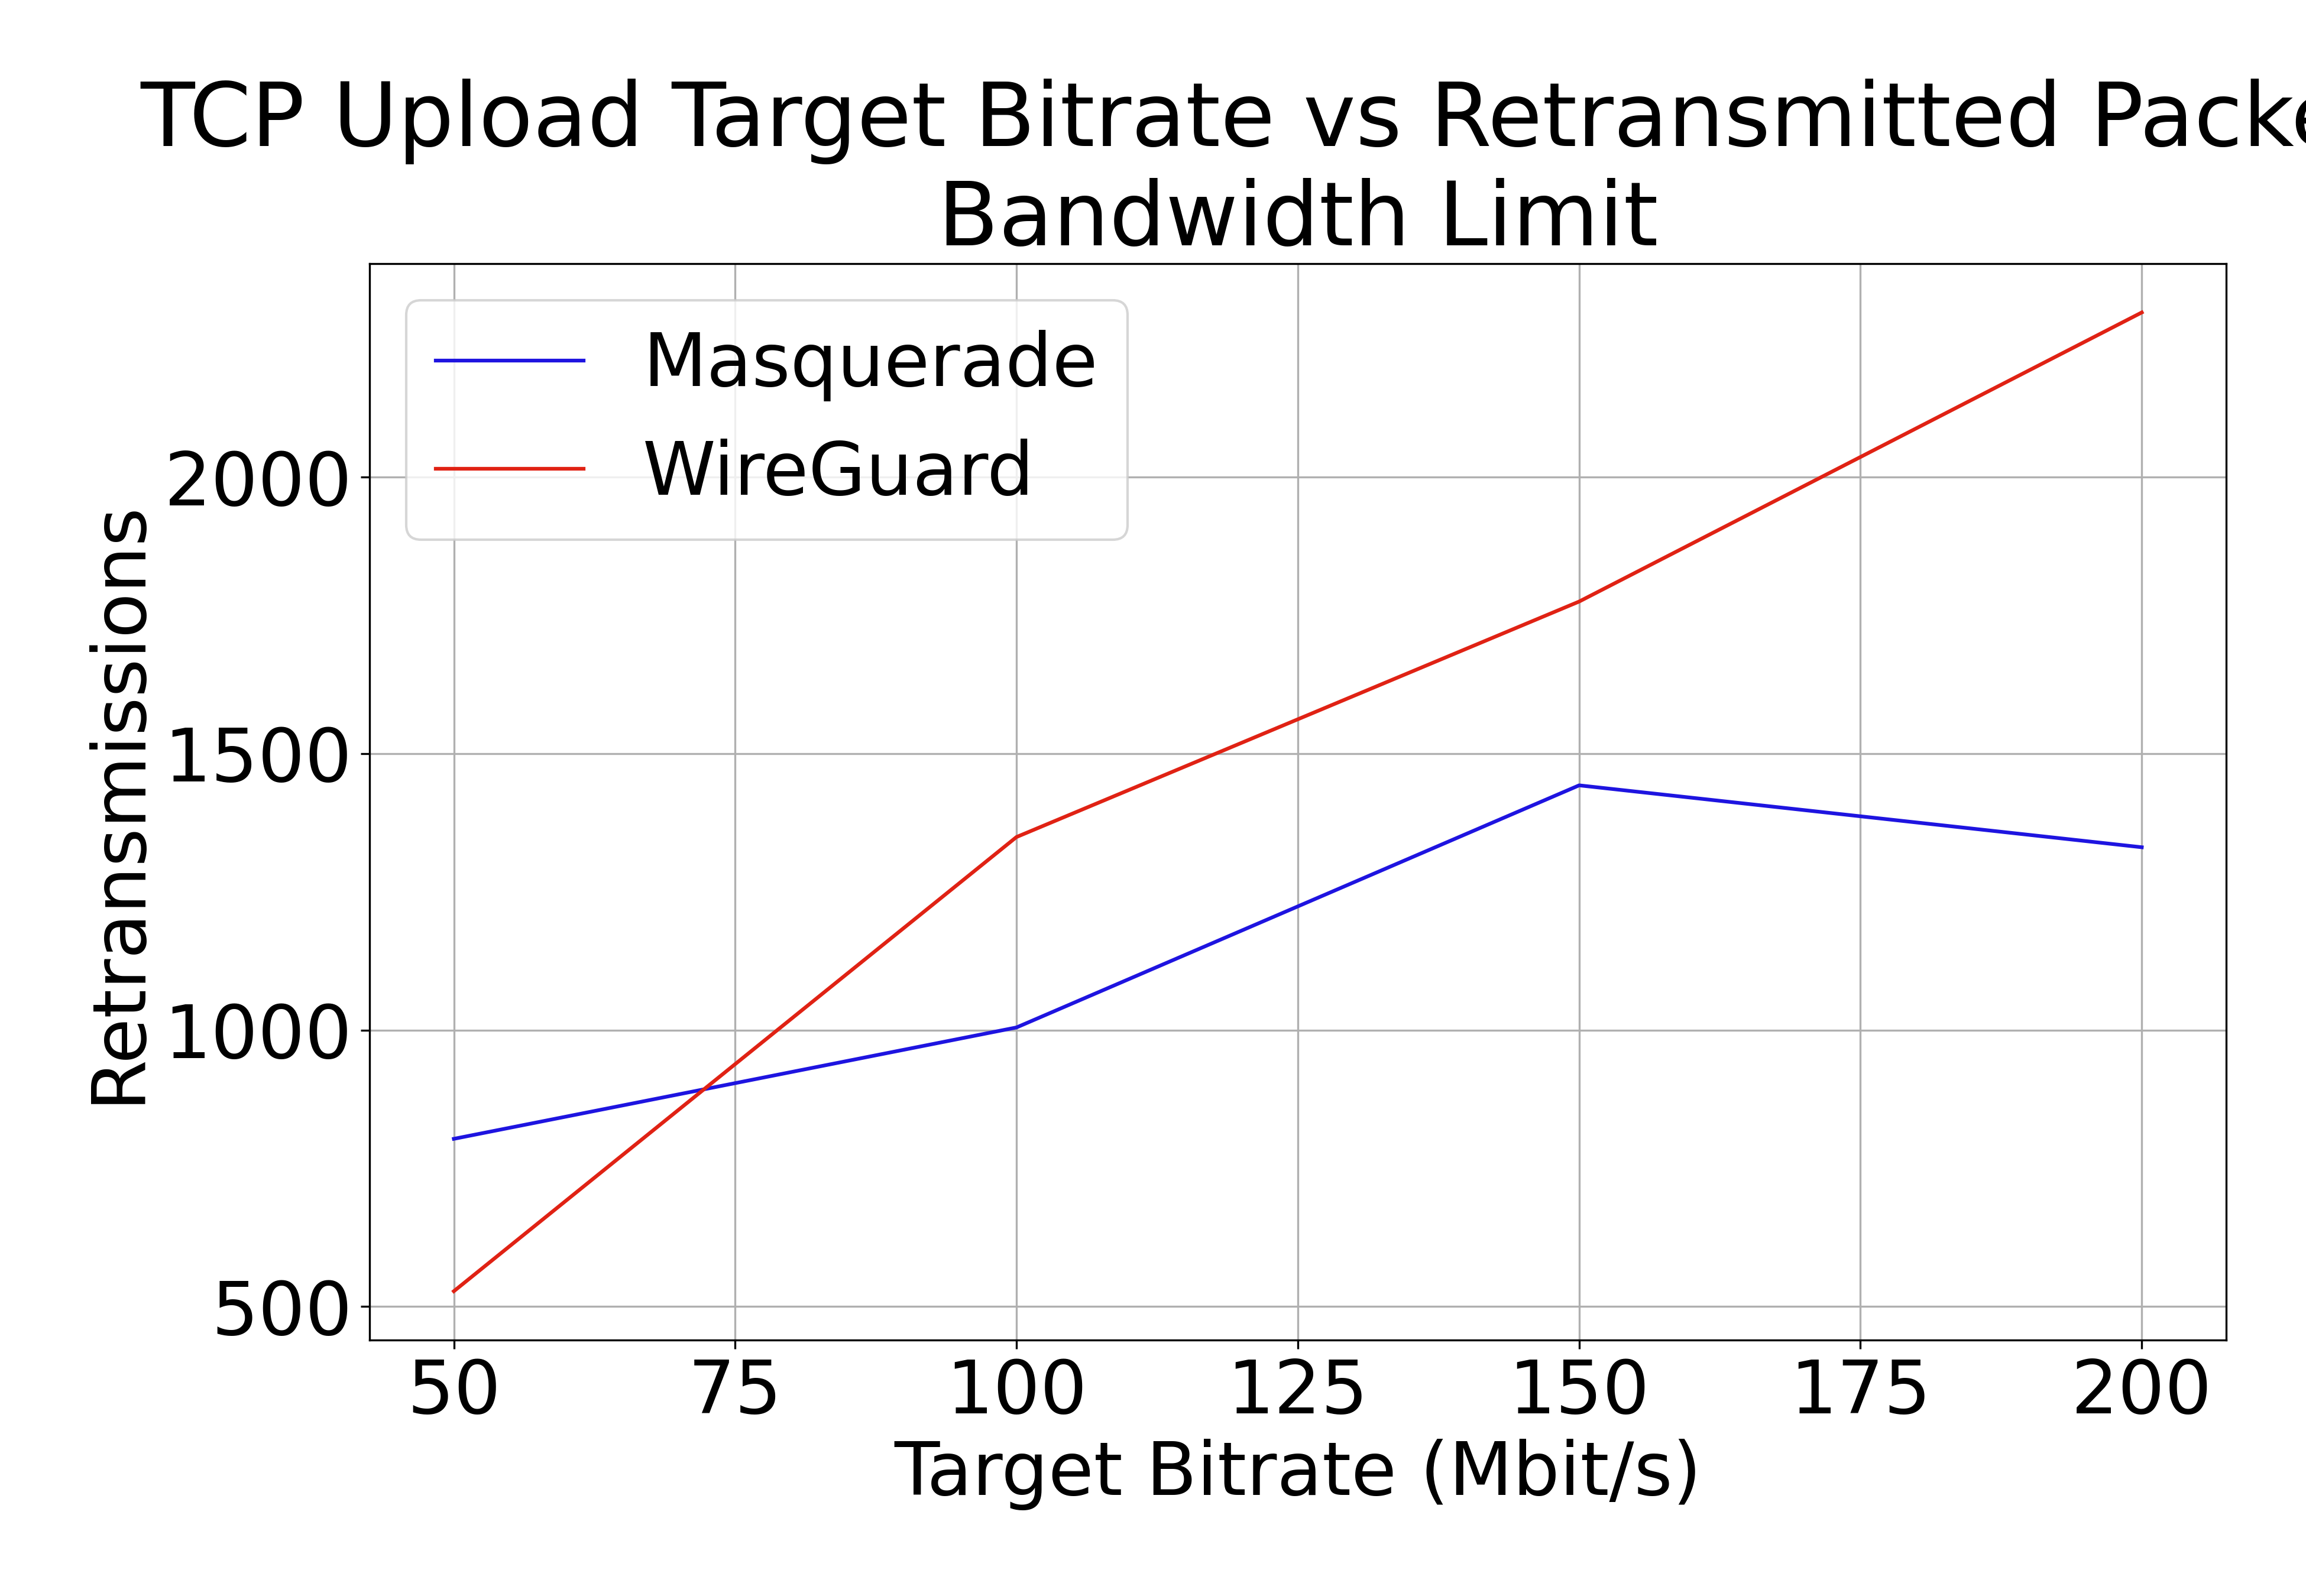 TCP Upload Target Bitrate vs Retransmitted
Bandwidth Limit
Masquerade
WireGuard
Retransmissions
2000
1500
1000
500
50 75 100 125 150 175 200
Target Bitrate (Mbit/s)